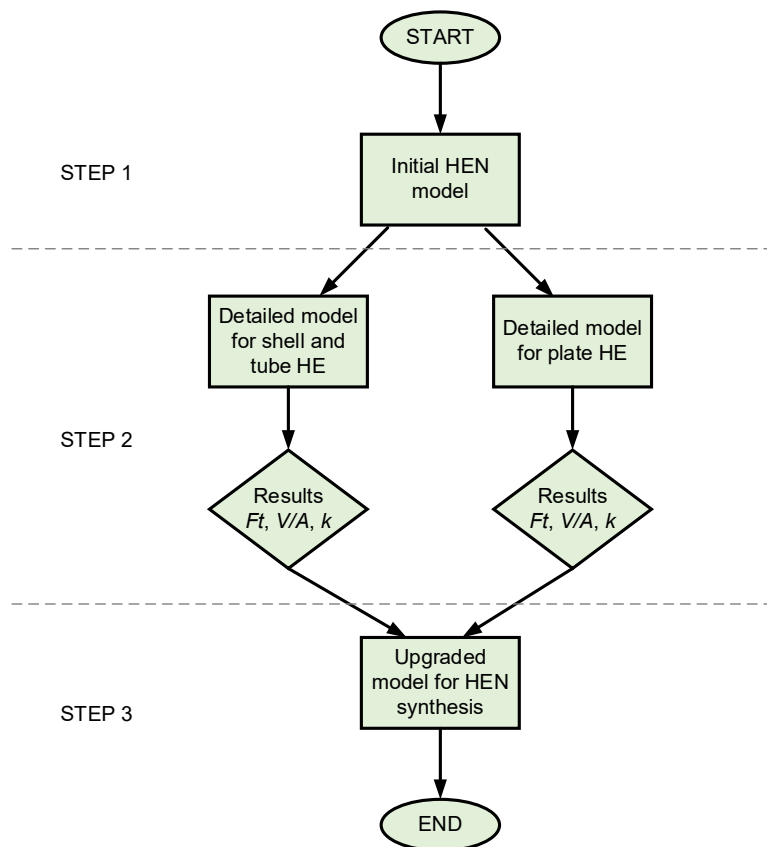 START
STEP 1
Initial HEN
model
Detailed model
for shell and
tube HE
Detailed model
for plate HE
STEP 2
Results
Ft, V/A, k
Results
Ft, V/A, k
Upgraded
model for HEN
synthesis
STEP 3
END